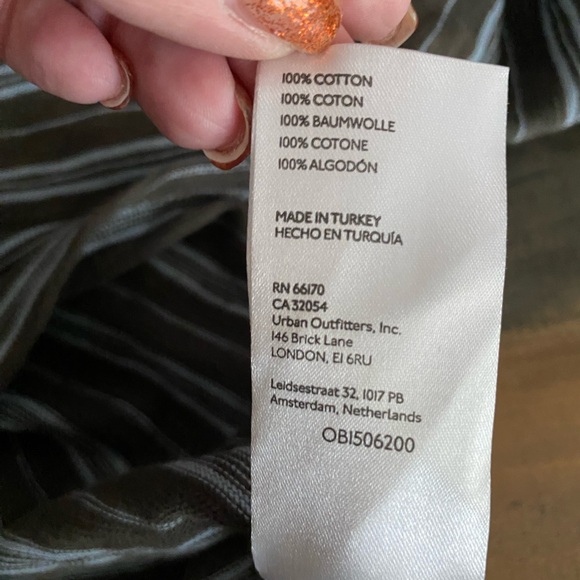 100% COTTON
100% COTON
100% BAUMWOLLE
100% COTONE
100% ALGODÓN
MADE IN TURKEY
HECHO EN TURQUÍA
RN 66170
CA 32054
Urban Outfitters, Inc.
146 Brick Lane
LONDON, E1 6RU
Leidsestraat 32, 1017 PB
Amsterdam, Netherlands
OB1506200